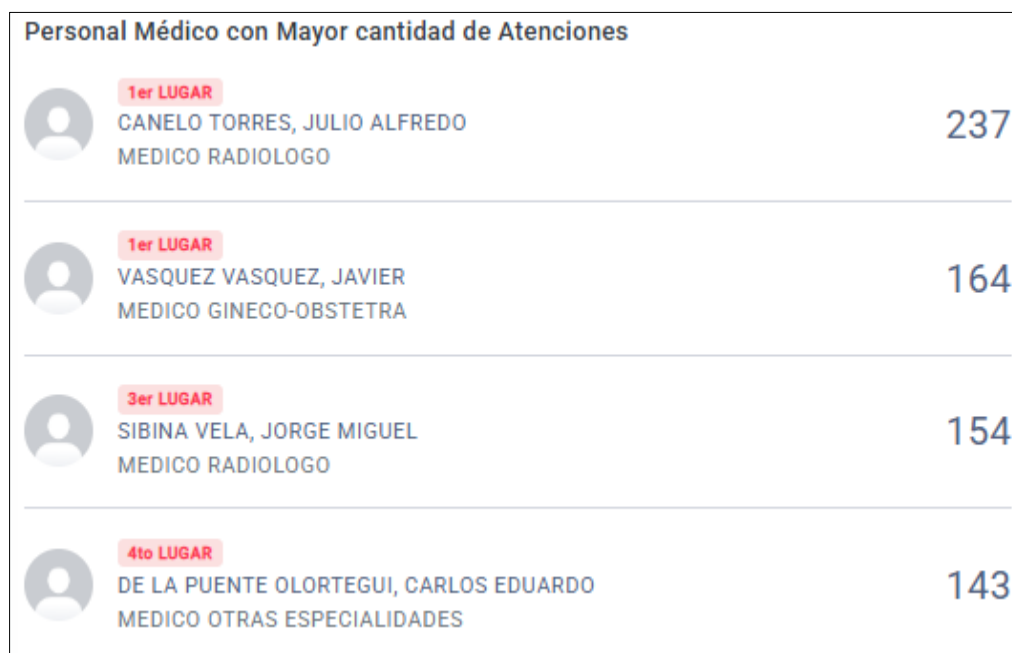 Personal Médico con Mayor cantidad de Atenciones
1er LUGAR
CANELO TORRES, JULIO ALFREDO
237
MEDICO RADIOLOGO
1er LUGAR
VASQUEZ VASQUEZ, JAVIER
164
MEDICO GINECO-OBSTETRA
3er LUGAR
SIBINA VELA, JORGE MIGUEL
154
MEDICO RADIOLOGO
4to LUGAR
DE LA PUENTE OLORTEGUI, CARLOS EDUARDO
143
MEDICO OTRAS ESPECIALIDADES